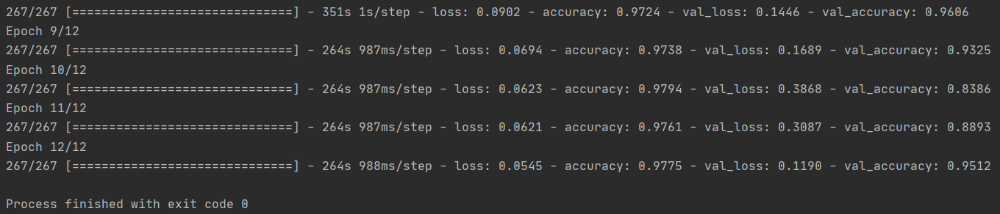 267/267 [==============================] - 351s 1s/step - loss: 0.0902 - accuracy: 0.9724 - val_loss: 0.1446 - val_accuracy: 0.9606
Epoch 9/12
267/267 [==============================] - 264s 987ms/step - loss: 0.0694 - accuracy: 0.9738 - val_loss: 0.1689 - val_accuracy: 0.9325
Epoch 10/12
267/267 [==============================] - 264s 987ms/step - loss: 0.0623 - accuracy: 0.9794 - val_loss: 0.3868 - val_accuracy: 0.8386
Epoch 11/12
267/267 [==============================] - 264s 987ms/step - loss: 0.0621 - accuracy: 0.9761 - val_loss: 0.3087 - val_accuracy: 0.8893
Epoch 12/12
267/267 [==============================] - 264s 988ms/step - loss: 0.0545 - accuracy: 0.9775 - val_loss: 0.1190 - val_accuracy: 0.9512
Process finished with exit code 0